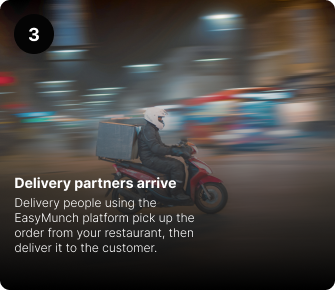 3
Delivery partners arrive
Delivery people using the
EasyMunch platform pick up the
order from your restaurant, then
deliver it to the customer.